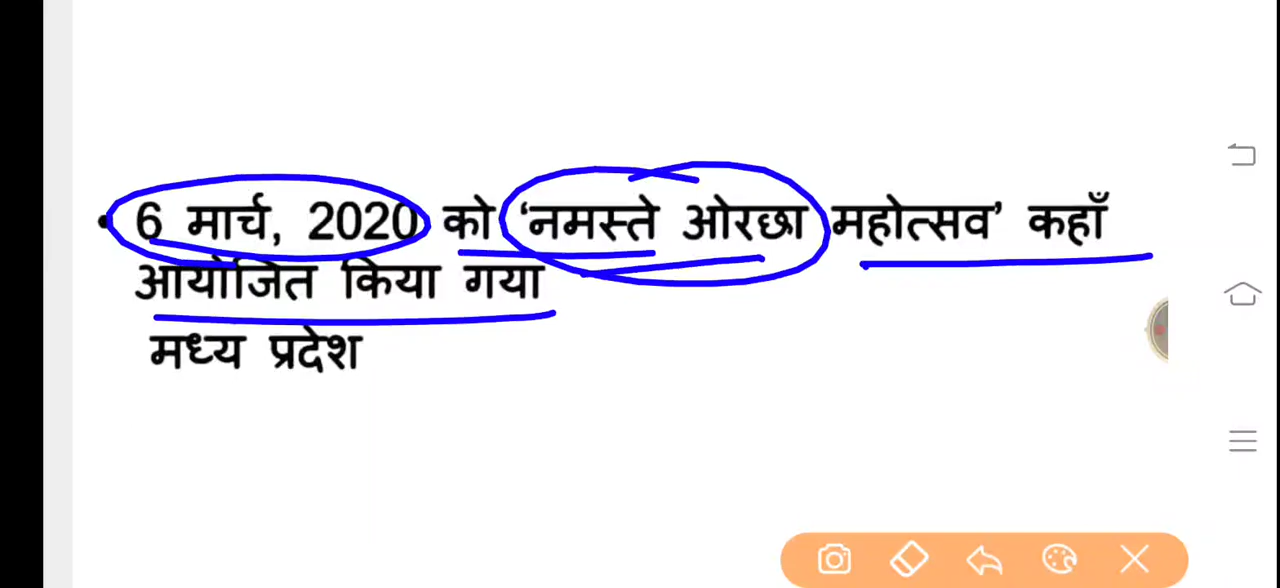 • 6 मार्च, 2020 को ‘नमस्ते ओरछा महोत्सव’ कहाँ
आयोजित किया गया
मध्य प्रदेश